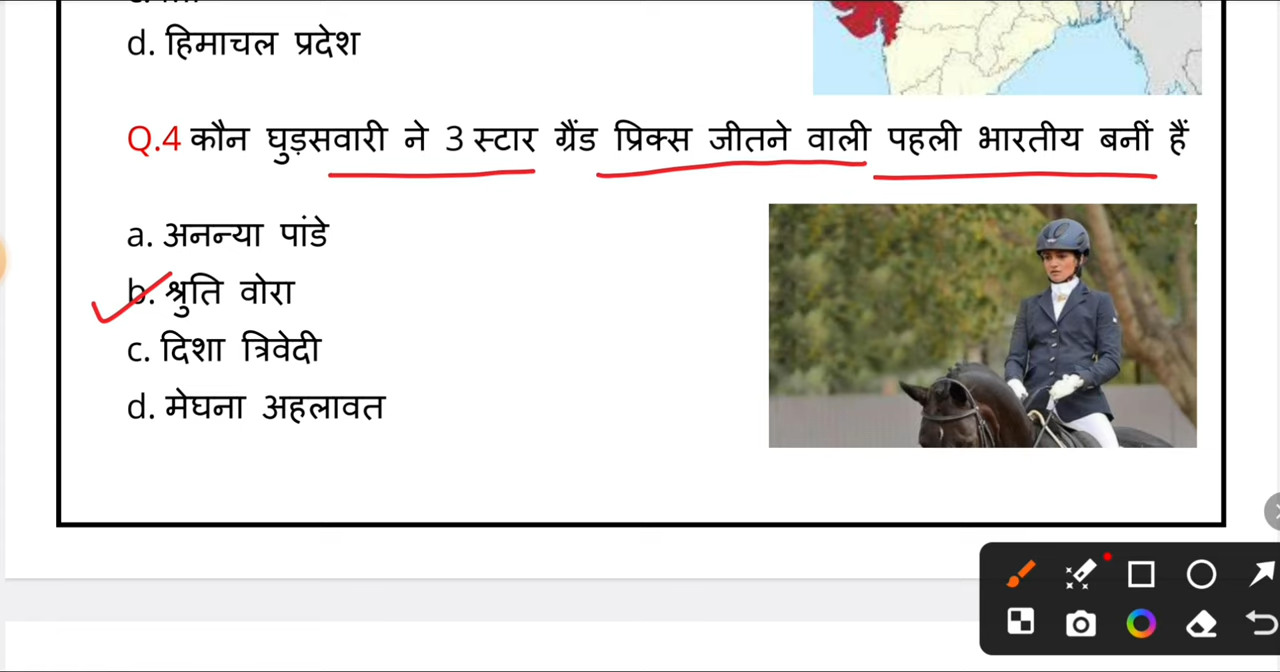 d. हिमाचल प्रदेश
Q.4 कौन घुड़सवारी ने 3 स्टार ग्रैंड प्रिक्स जीतने वाली पहली भारतीय बनीं हैं
a. अनन्या पांडे
b. श्रुति वोरा
c. दिशा त्रिवेदी
d. मेघना अहलावत